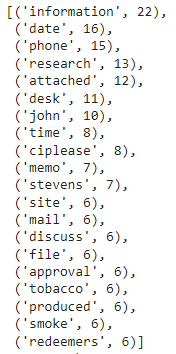 [('information', 22),
('date', 16),
('phone', 15),
('research', 13),
('attached', 12),
('desk', 11),
('john', 10),
('time', 8),
('ciplease', 8),
('memo', 7),
('stevens', 7),
('site', 6),
('mail', 6),
('discuss', 6),
('file', 6),
('approval', 6),
('tobacco', 6),
('produced', 6),
('smoke', 6),
('redeemers', 6)]